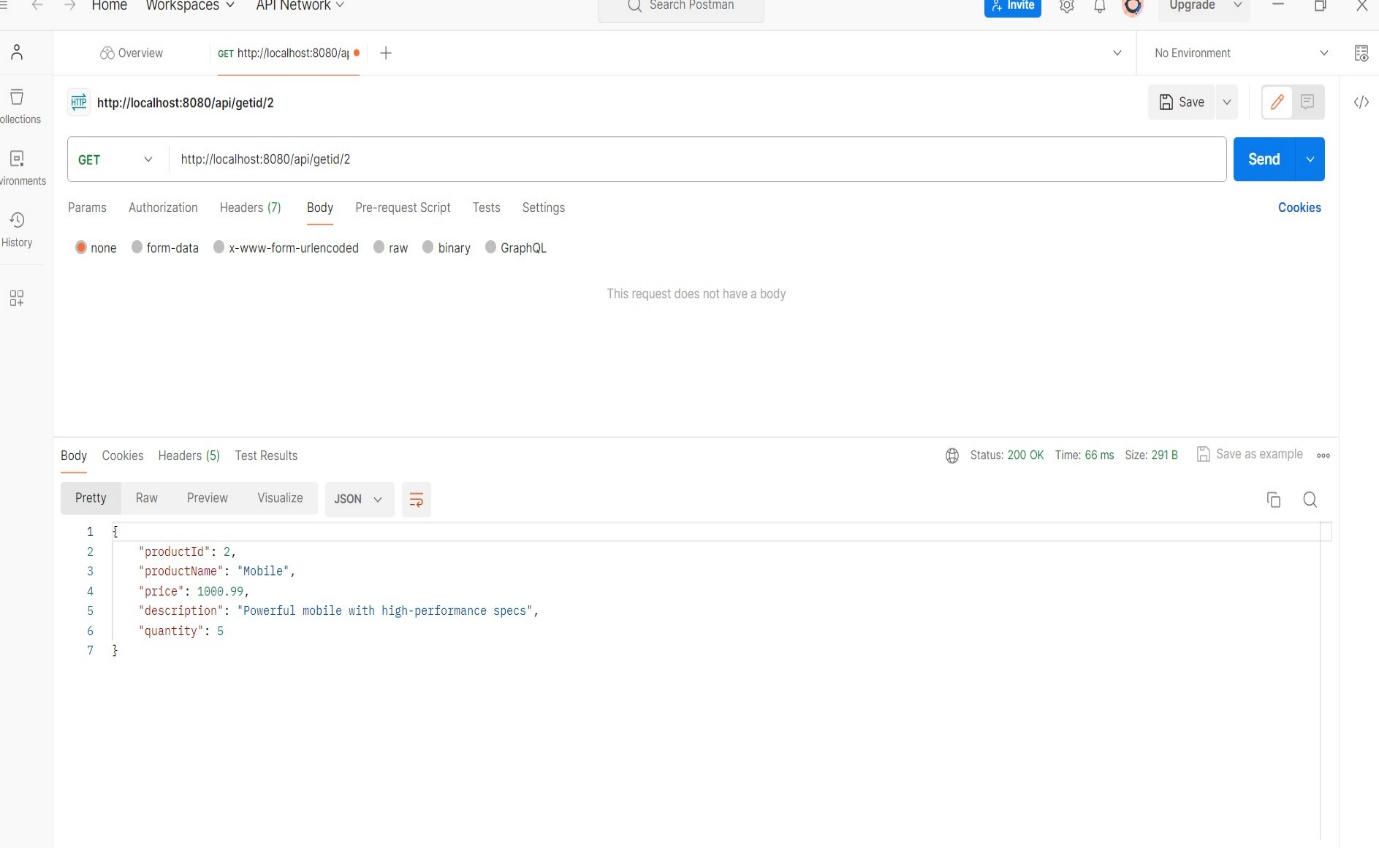 Home Workspaces API Network Search Postman Invite Upgrade
Overview GET http://localhost:8080/ap No Environment
HTTP http://localhost:8080/api/getid/2 Save
ollections
GET http://localhost:8080/api/getid/2 Send
vironments
Params Authorization Headers (7) Body Pre-request Script Tests Settings Cookies
History
none form-data x-www-form-urlencoded raw binary GraphQL
This request does not have a body
Body Cookies Headers (5) Test Results Status: 200 OK Time: 66 ms Size: 291 B Save as example
Pretty Raw Preview Visualize JSON
1 {
2 "productId": 2,
3 "productName": "Mobile",
4 "price": 1000.99,
5 "description": "Powerful mobile with high-performance specs",
6 "quantity": 5
7 }